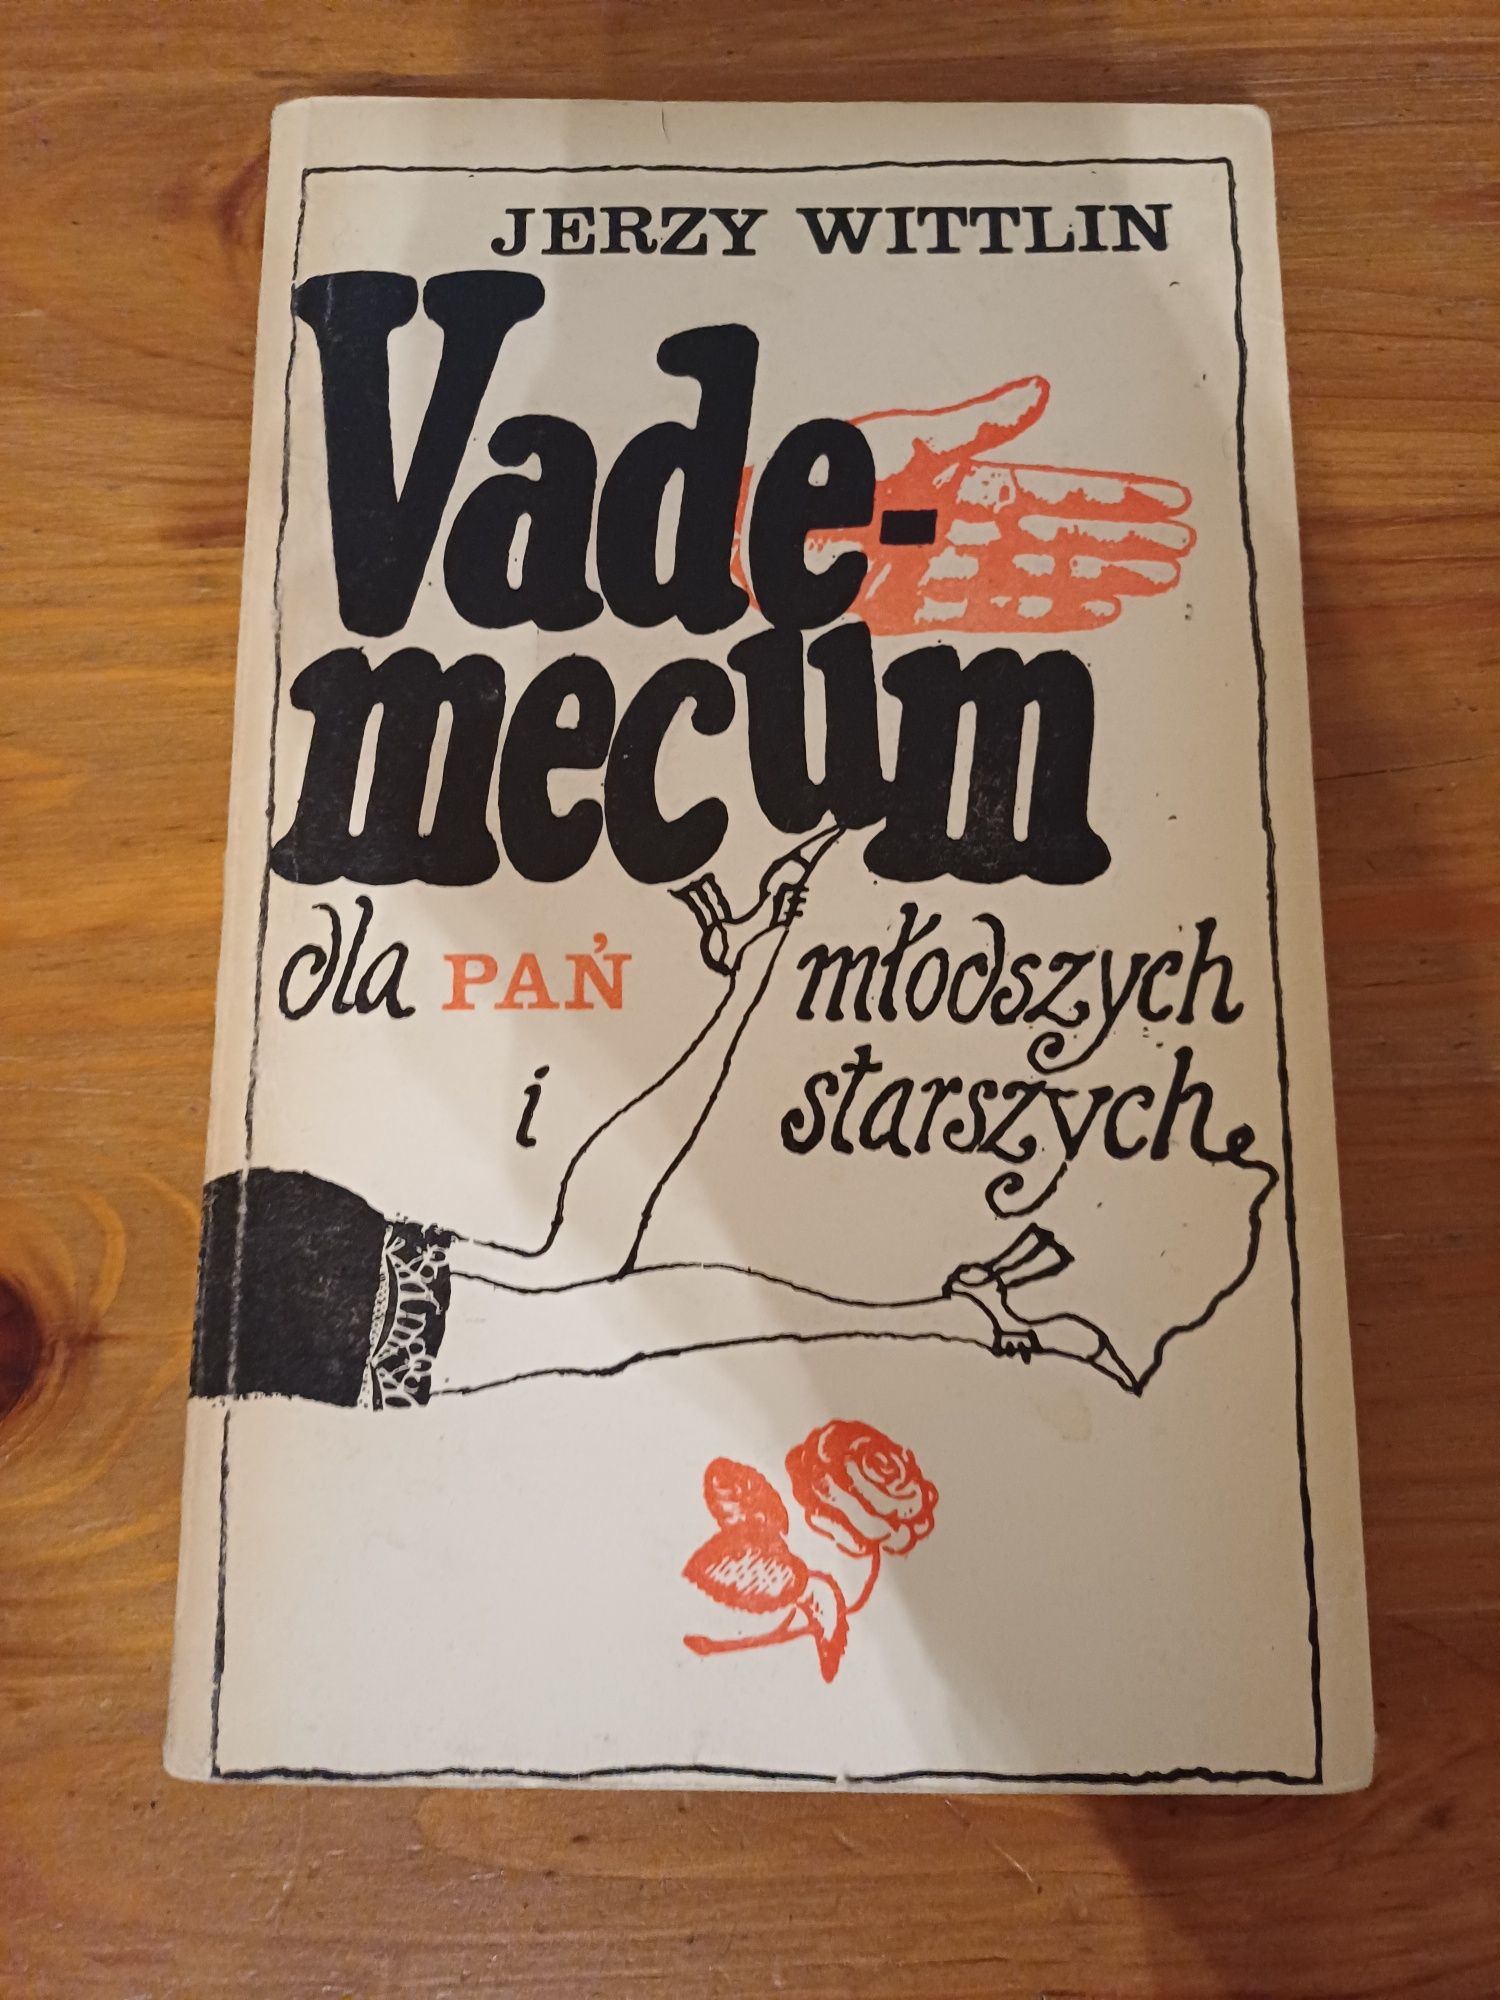 JERZY WITTLIN
Vade-
mecum
dla PAŃ młodszych
i starszych